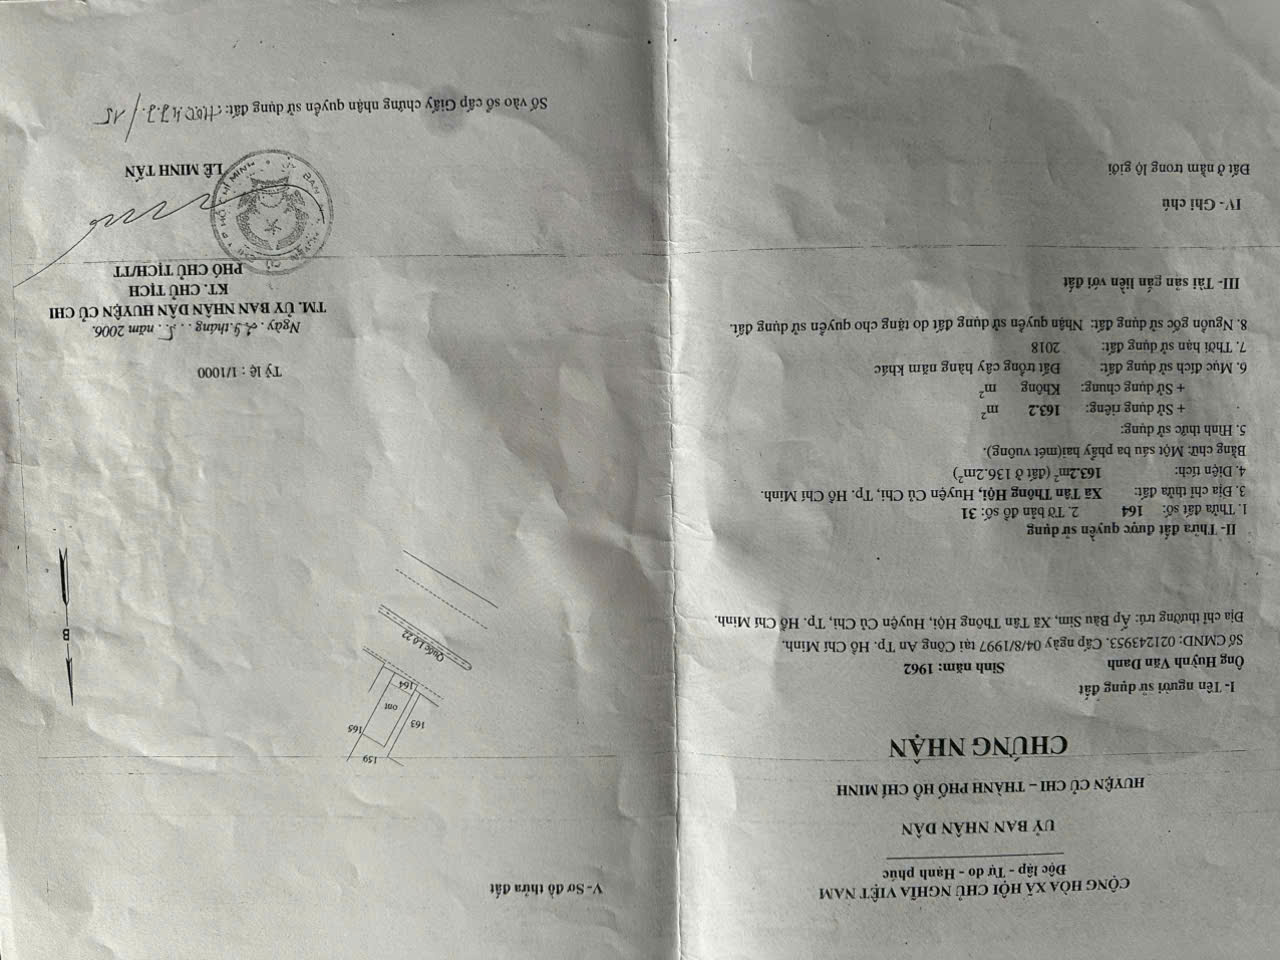 CỘNG HÒA XÃ HỘI CHỦ NGHĨA VIỆT NAM
Độc lập - Tự do - Hạnh phúc
UỶ BAN NHÂN DÂN
HUYỆN CỦ CHI – THÀNH PHỐ HỒ CHÍ MINH
CHỨNG NHẬN
I- Tên người sử dụng đất
Ông Huỳnh Văn Danh Sinh năm: 1962
Số CMND: 021243953. Cấp ngày 04/8/1997 tại Công An Tp. Hồ Chí Minh.
Địa chỉ thường trú: Ấp Bàu Sim, Xã Tân Thông Hội, Huyện Củ Chi, Tp. Hồ Chí Minh.
II- Thửa đất được quyền sử dụng
1. Thửa đất số: 164 2. Tờ bản đồ số: 31
3. Địa chỉ thửa đất: Xã Tân Thông Hội, Huyện Củ Chi, Tp. Hồ Chí Minh.
4. Diện tích: 163.2m² (đất ở 136.2m²)
Bằng chữ: Một sáu ba phẩy hai(mét vuông).
5. Hình thức sử dụng:
+ Sử dụng riêng: 163.2 m²
+ Sử dụng chung: Không m²
6. Mục đích sử dụng đất: Đất trồng cây hàng năm khác
7. Thời hạn sử dụng đất: 2018
8. Nguồn gốc sử dụng đất: Nhận quyền sử dụng đất do tặng cho quyền sử dụng đất.
III- Tài sản gắn liền với đất
IV- Ghi chú
Đất ở nằm trong lộ giới
V- Sơ đồ thửa đất
159
165
163
ont
164
Quốc Lộ 22
B
Tỷ lệ : 1/1000
Ngày 29 tháng 5 năm 2006.
TM. ỦY BAN NHÂN DÂN HUYỆN CỦ CHI
KT. CHỦ TỊCH
PHÓ CHỦ TỊCH/TT
LÊ MINH TẤN
Số vào sổ cấp Giấy chứng nhận quyền sử dụng đất: